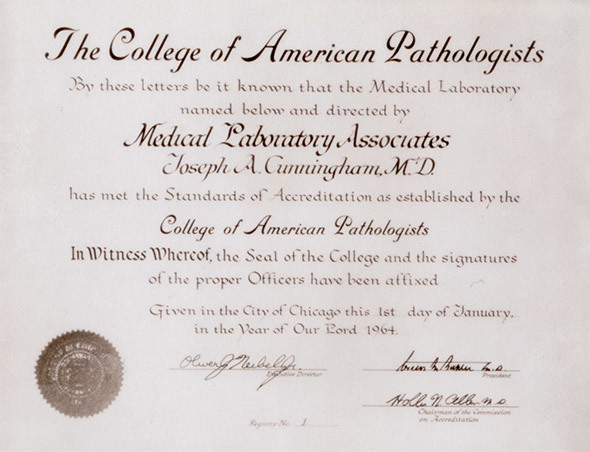 The College of American Pathologists
By these letters be it known that the Medical Laboratory
named below and directed by
Medical Laboratory Associates
Joseph A. Cunningham, M.D.
has met the Standards of Accreditation as established by the
College of American Pathologists
In Witness Whereof, the Seal of the College and the signatures
of the proper Officers have been affixed
Given in the City of Chicago this 1st day of January,
in the Year of Our Lord 1964.
Executive Director
President
Chairman of the Commission
on Accreditation
Registry No. 1